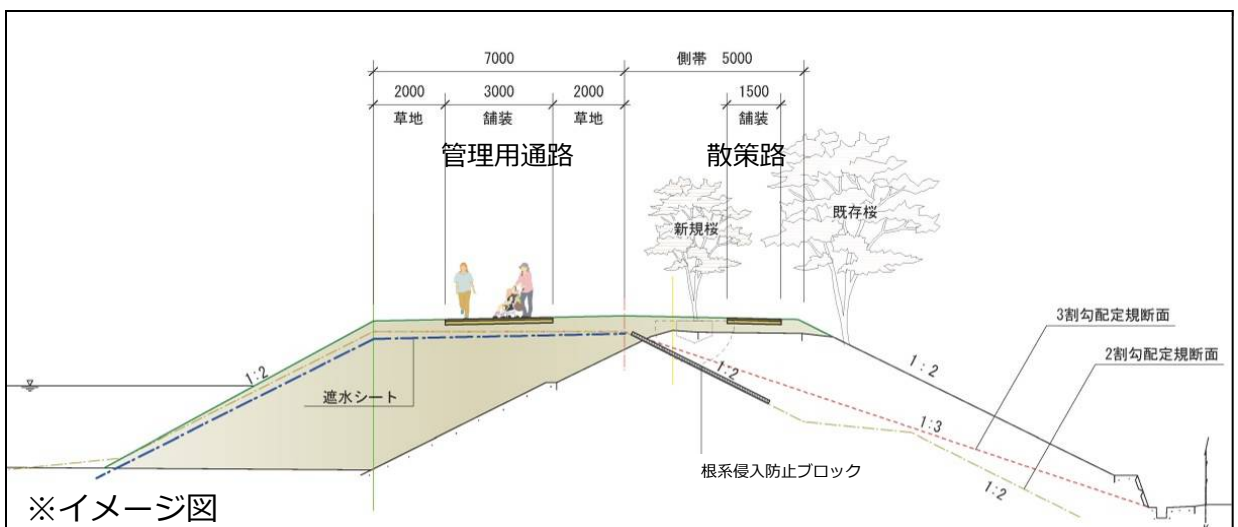 7000
側帯 5000
2000
3000
2000
1500
草地
舗装
草地
舗装
管理用通路
散策路
新規桜
既存桜
3割勾配定規断面
2割勾配定規断面
1:2
1:2
1:2
遮水シート
1:3
根系侵入防止ブロック
1:2
※イメージ図